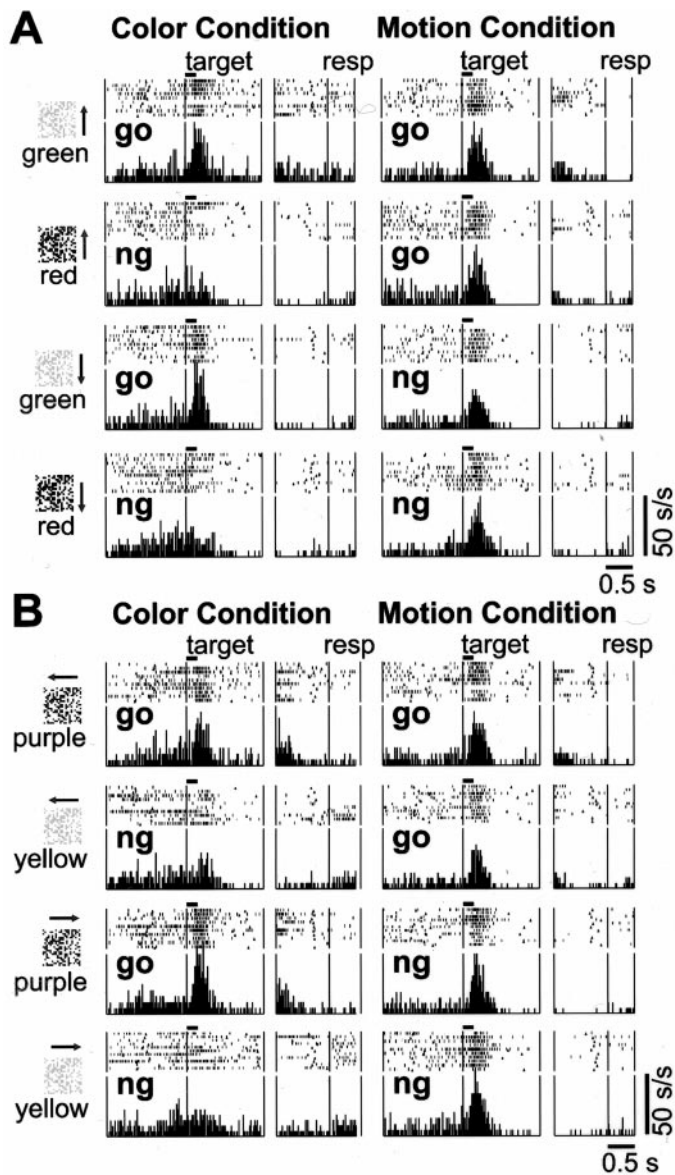 A
Color Condition Motion Condition
target resp target resp
green go go
red ng go
green go ng
red ng ng
50 s/s
0.5 s
B
Color Condition Motion Condition
target resp target resp
purple go go
yellow ng go
purple go ng
yellow ng ng
50 s/s
0.5 s